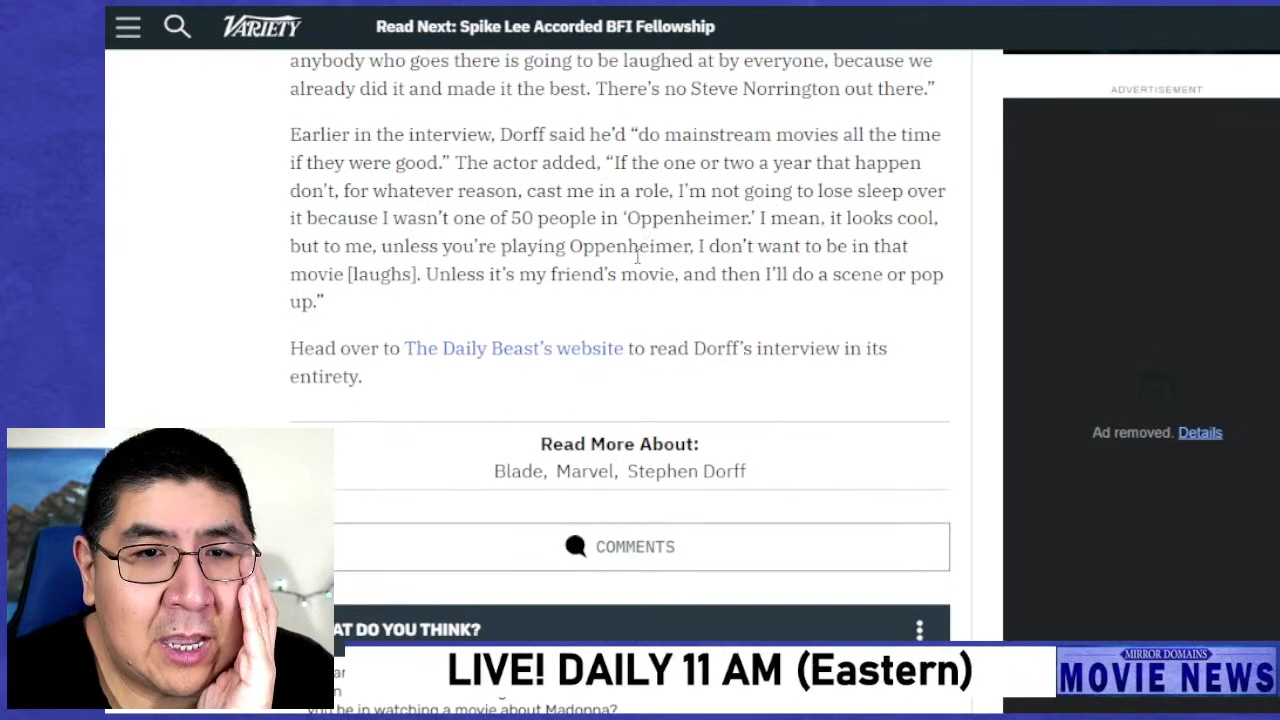 VARIETY
Read Next: Spike Lee Accorded BFI Fellowship
anybody who goes there is going to be laughed at by everyone, because we
already did it and made it the best. There’s no Steve Norrington out there.”
ADVERTISEMENT
Earlier in the interview, Dorff said he’d “do mainstream movies all the time
if they were good.” The actor added, “If the one or two a year that happen
don’t, for whatever reason, cast me in a role, I’m not going to lose sleep over
it because I wasn’t one of 50 people in ‘Oppenheimer.’ I mean, it looks cool,
but to me, unless you’re playing Oppenheimer, I don’t want to be in that
movie [laughs]. Unless it’s my friend’s movie, and then I’ll do a scene or pop
up.”
Head over to The Daily Beast’s website to read Dorff’s interview in its
entirety.
Ad removed. Details
Read More About:
Blade, Marvel, Stephen Dorff
COMMENTS
AT DO YOU THINK?
LIVE! DAILY 11 AM (Eastern)
MIRROR DOMAINS
MOVIE NEWS
you be in watching a movie about Madonna?